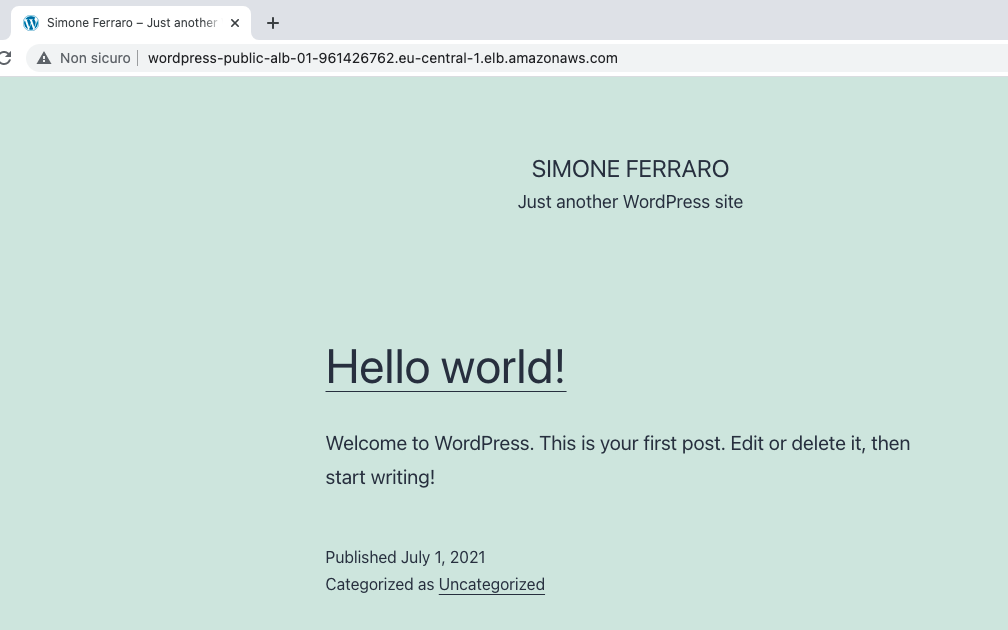 Simone Ferraro – Just another
Non sicuro
wordpress-public-alb-01-961426762.eu-central-1.elb.amazonaws.com
SIMONE FERRARO
Just another WordPress site
Hello world!
Welcome to WordPress. This is your first post. Edit or delete it, then
start writing!
Published July 1, 2021
Categorized as Uncategorized